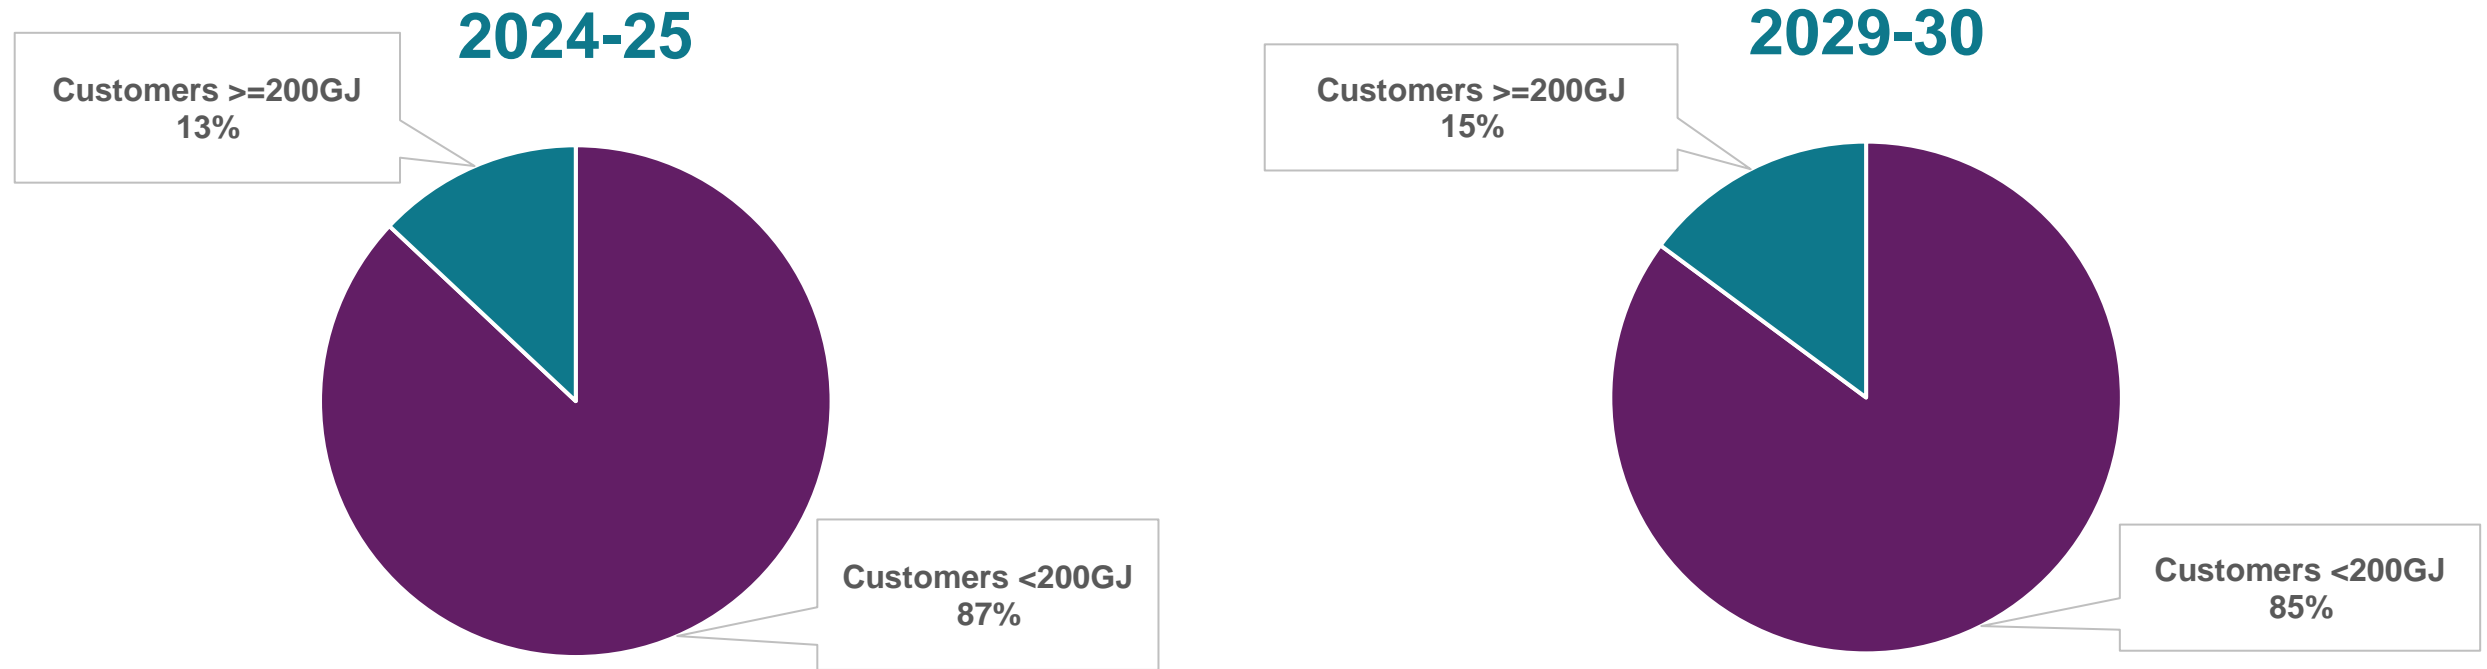 2024-25
Customers >=200GJ
13%
Customers <200GJ
87%
2029-30
Customers >=200GJ
15%
Customers <200GJ
85%